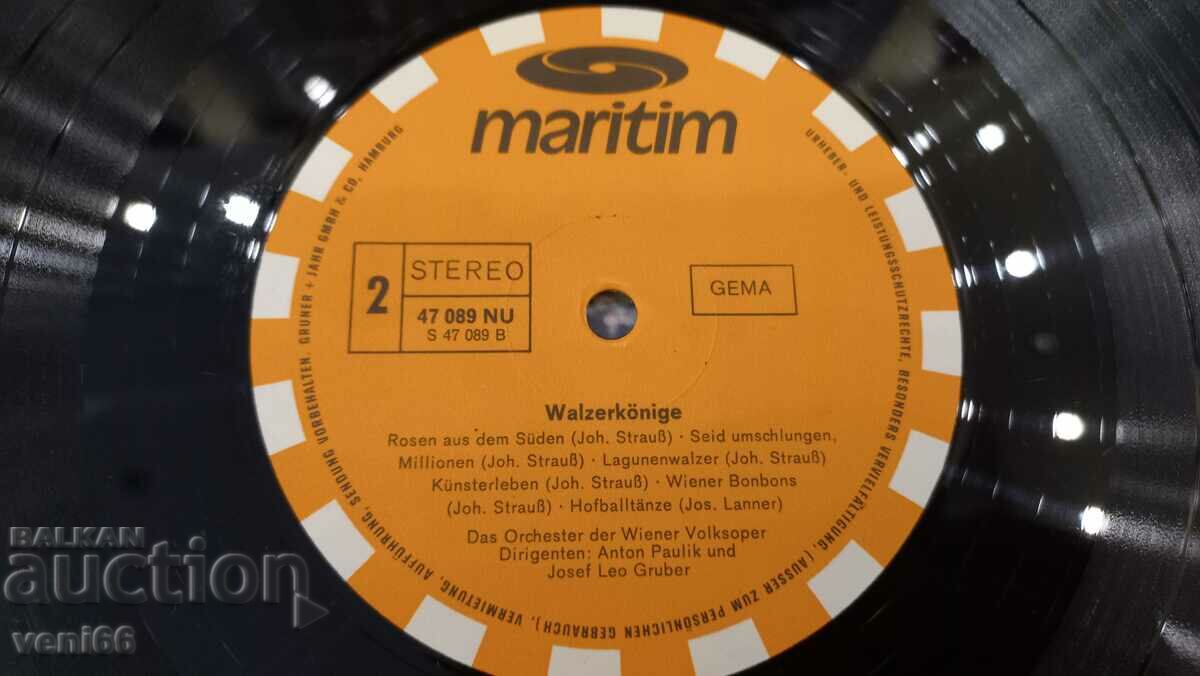 maritim
2
STEREO
47 089 NU
S 47 089 B
GEMA
Walzerkönige
Rosen aus dem Süden (Joh. Strauß) · Seid umschlungen,
Millionen (Joh. Strauß) · Lagunenwalzer (Joh. Strauß)
Künsterleben (Joh. Strauß) · Wiener Bonbons
(Joh. Strauß) · Hofballtänze (Jos. Lanner)
Das Orchester der Wiener Volksoper
Dirigenten: Anton Paulik und
Josef Leo Gruber
URHEBER- UND LEISTUNGSSCHUTZRECHTE, BESONDERS VERVIELFÄLTIGUNG, (AUSSER ZUM PERSÖNLICHEN GEBRAUCH), VERMIETUNG, AUFFÜHRUNG, SENDUNG VORBEHALTEN. GRUNER + JAHR GMBH & CO, HAMBURG
BALKAN
auction
veni66